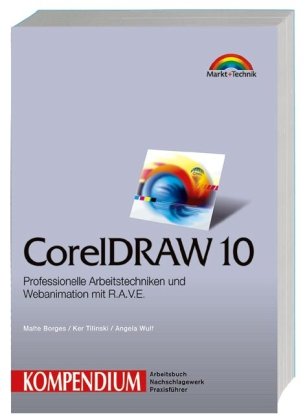 Markt+Technik
CorelDRAW 10
Professionelle Arbeitstechniken und
Webanimation mit R.A.V.E.
Malte Borges / Ker Tilinski / Angela Wulf
KOMPENDIUM
Arbeitsbuch
Nachschlagewerk
Praxisführer